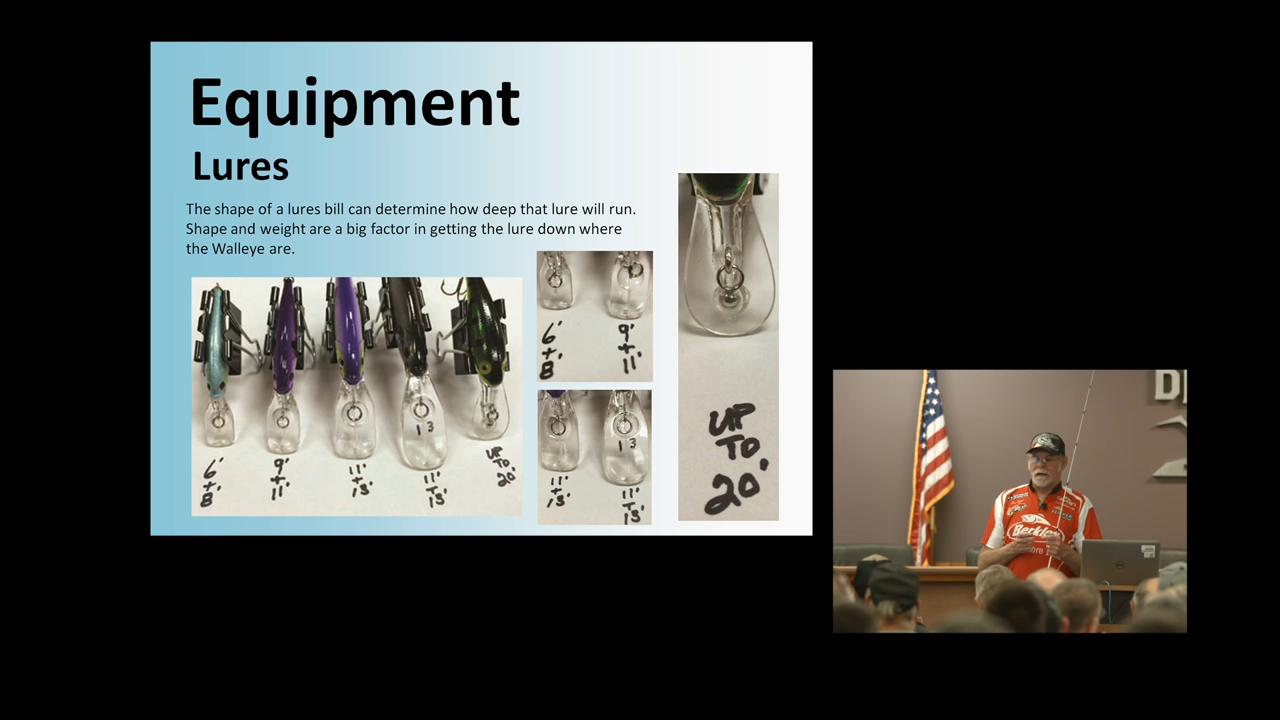 Equipment
Lures
The shape of a lures bill can determine how deep that lure will run.
Shape and weight are a big factor in getting the lure down where
the Walleye are.
13
6'
+
8'
9'
+
11'
11'
+
13'
UP
TO
20'
6'
+
8'
9'
+
11'
13
11'
+
13'
UP
TO
20'
D
Berkley
DELL